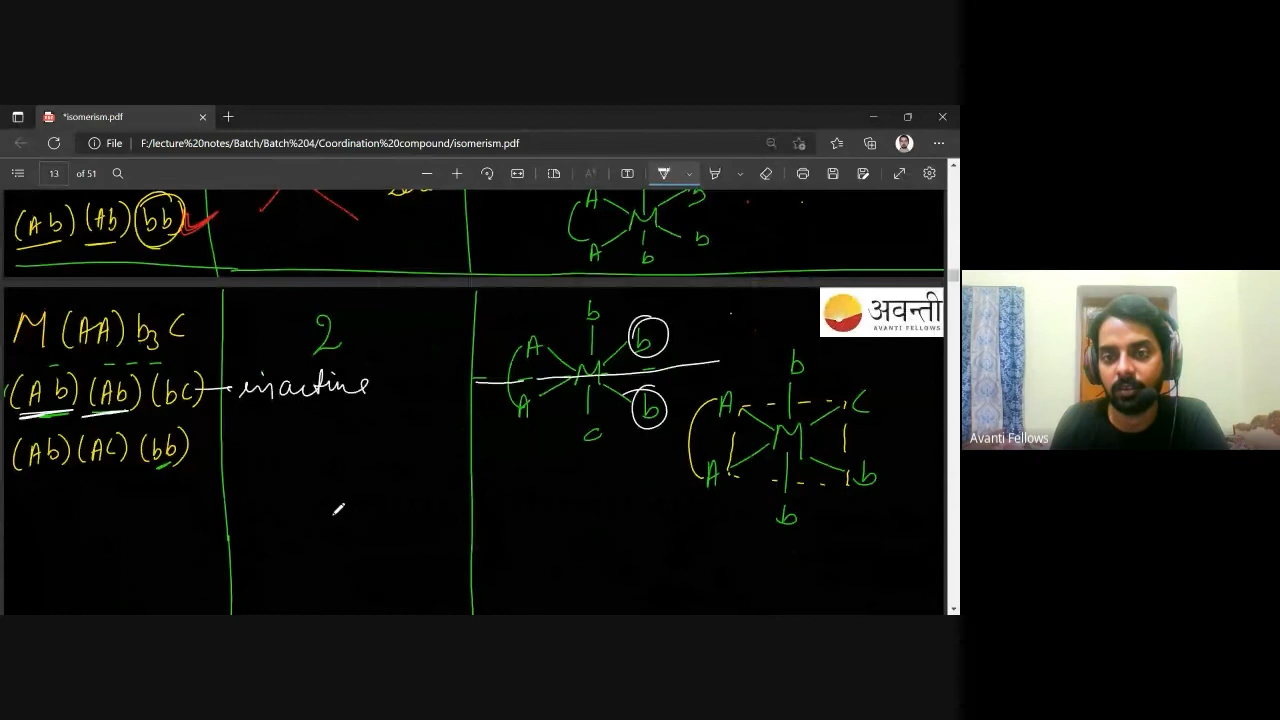 *isomerism.pdf
File F:/lecture%20notes/Batch/Batch%204/Coordination%20compound/isomerism.pdf
13 of 51
(Ab) (Ab) (bb)
A M b
A b b
M (AA) b3 C
2
(Ab) (Ab) (bC) — inactive
(Ab) (AC) (bb)
b
A M b
A b
c
b
A M C
A b
b
अवन्ती
AVANTI FELLOWS
Avanti Fellows